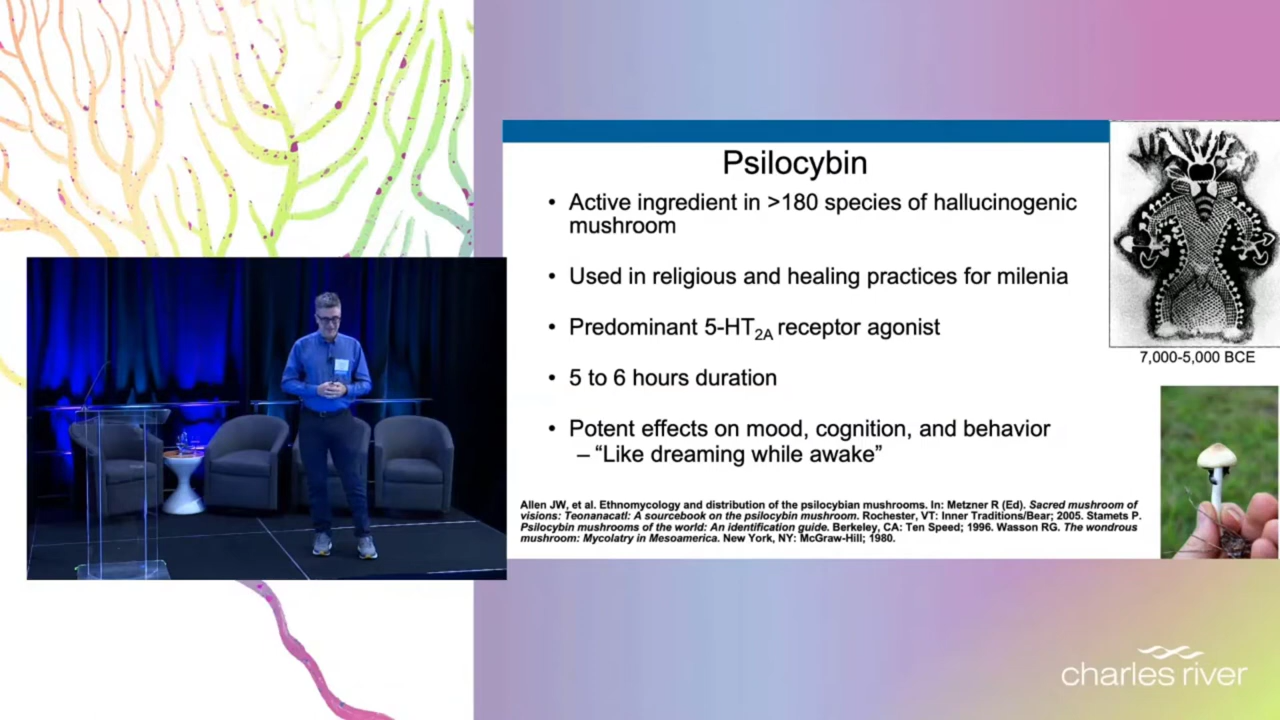 Psilocybin
• Active ingredient in >180 species of hallucinogenic
mushroom
• Used in religious and healing practices for milenia
• Predominant 5-HT2A receptor agonist
• 5 to 6 hours duration
• Potent effects on mood, cognition, and behavior
– “Like dreaming while awake”
7,000-5,000 BCE
Allen JW, et al. Ethnomycology and distribution of the psilocybian mushrooms. In: Metzner R (Ed). Sacred mushroom of
visions: Teonanacatl: A sourcebook on the psilocybin mushroom. Rochester, VT: Inner Traditions/Bear; 2005. Stamets P.
Psilocybin mushrooms of the world: An identification guide. Berkeley, CA: Ten Speed; 1996. Wasson RG. The wondrous
mushroom: Mycolatry in Mesoamerica. New York, NY: McGraw-Hill; 1980.
charles river